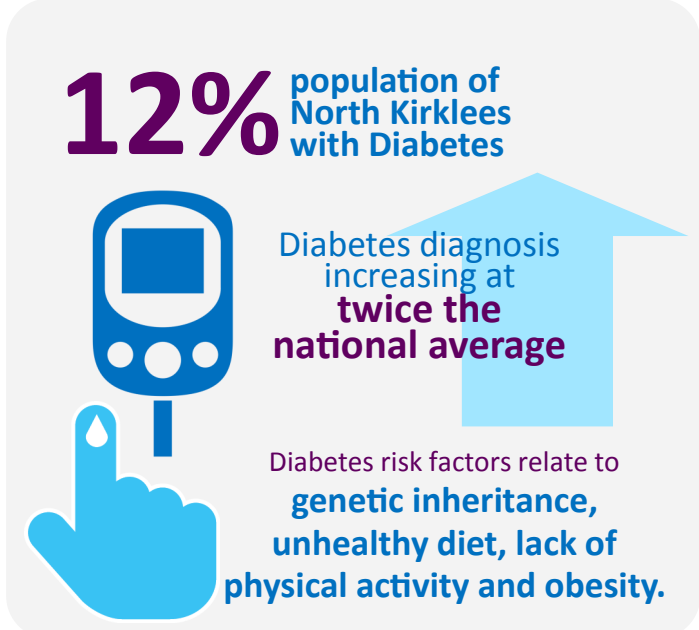 12%
population of
North Kirklees
with Diabetes
Diabetes diagnosis
increasing at
twice the
national average
Diabetes risk factors relate to
genetic inheritance,
unhealthy diet, lack of
physical activity and obesity.